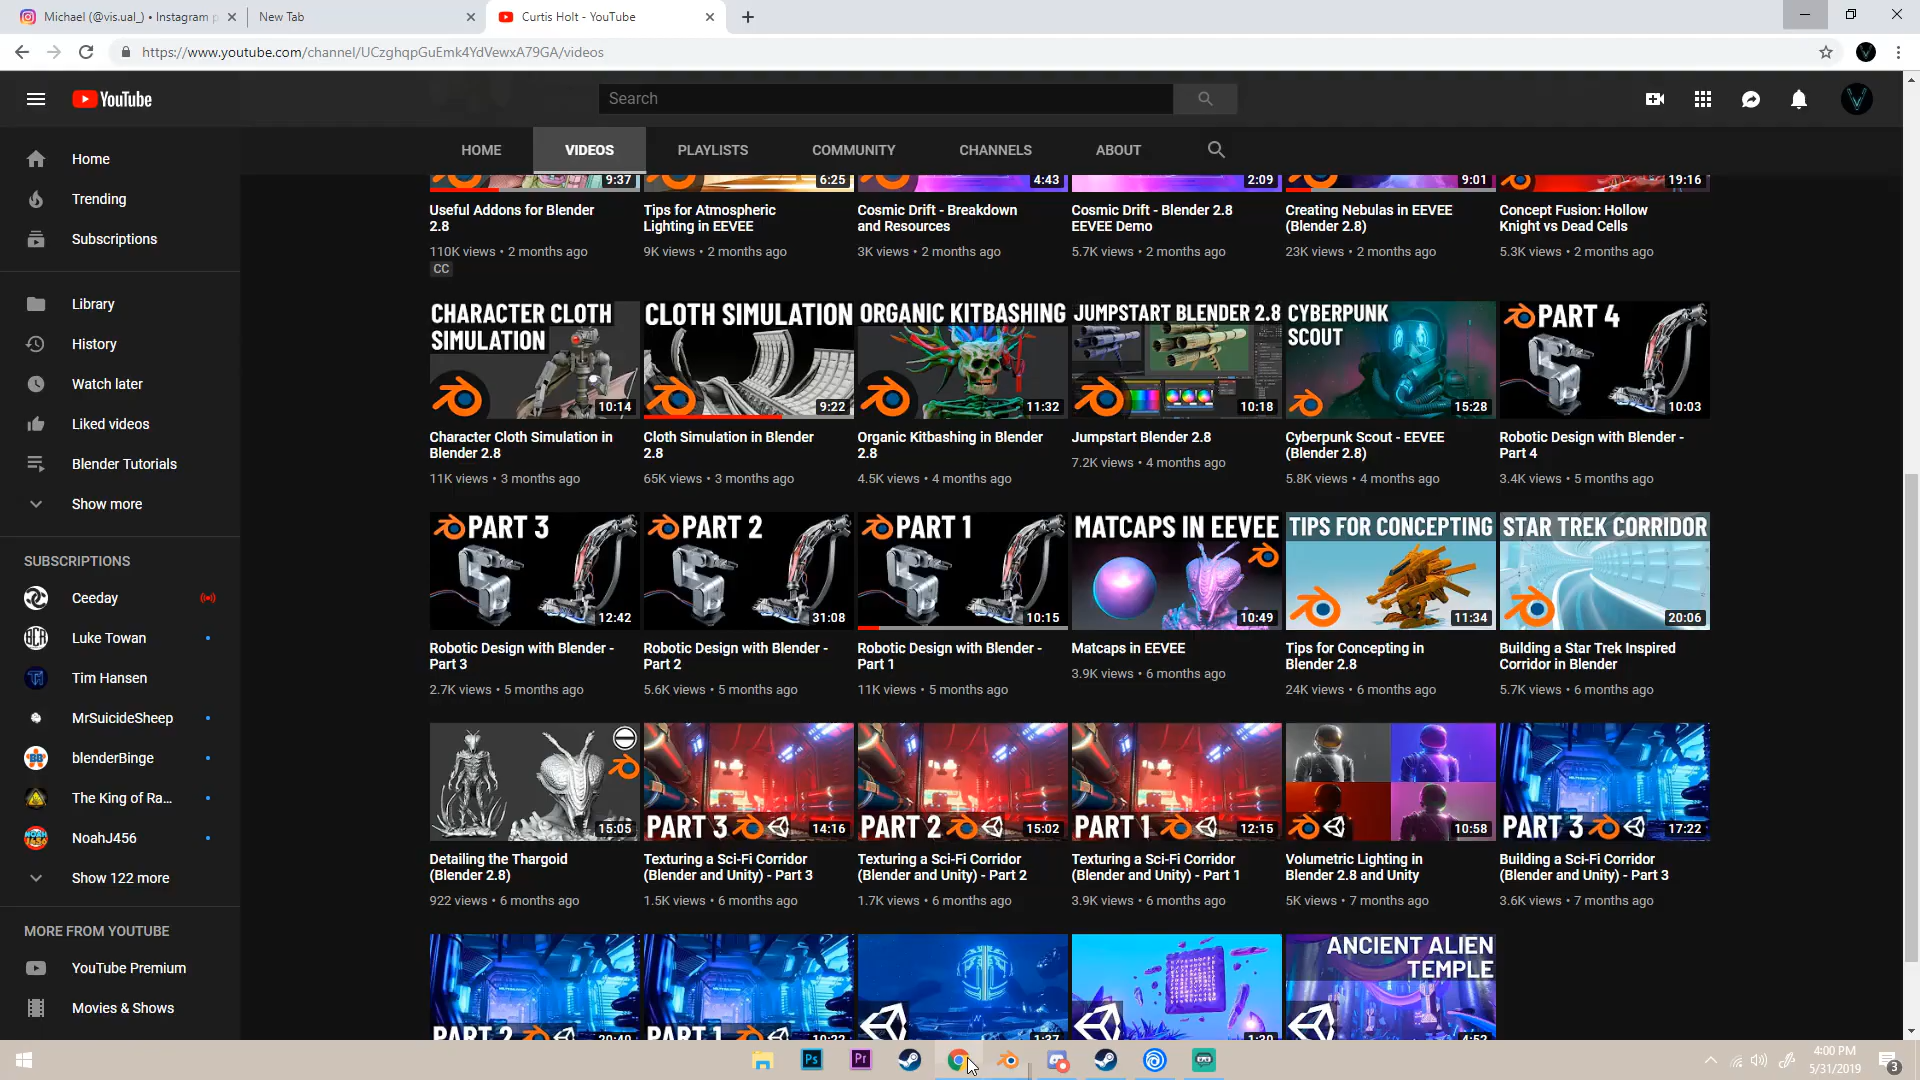 Michael (@vis.ual_) • Instagram p
New Tab
Curtis Holt - YouTube
https://www.youtube.com/channel/UCzghqpGuEmk4YdVewxA79GA/videos
YouTube
Search
HOME
VIDEOS
PLAYLISTS
COMMUNITY
CHANNELS
ABOUT
Home
Trending
Subscriptions
Library
History
Watch later
Liked videos
Blender Tutorials
Show more
SUBSCRIPTIONS
Ceeday
Luke Towan
Tim Hansen
MrSuicideSheep
blenderBinge
The King of Ra...
NoahJ456
Show 122 more
MORE FROM YOUTUBE
YouTube Premium
Movies & Shows
9:37
Useful Addons for Blender
2.8
110K views • 2 months ago
CC
6:25
Tips for Atmospheric
Lighting in EEVEE
9K views • 2 months ago
4:43
Cosmic Drift - Breakdown
and Resources
3K views • 2 months ago
2:09
Cosmic Drift - Blender 2.8
EEVEE Demo
5.7K views • 2 months ago
9:01
Creating Nebulas in EEVEE
(Blender 2.8)
23K views • 2 months ago
19:16
Concept Fusion: Hollow
Knight vs Dead Cells
5.3K views • 2 months ago
CHARACTER CLOTH
SIMULATION
10:14
Character Cloth Simulation in
Blender 2.8
11K views • 3 months ago
CLOTH SIMULATION
9:22
Cloth Simulation in Blender
2.8
65K views • 3 months ago
ORGANIC KITBASHING
11:32
Organic Kitbashing in Blender
2.8
4.5K views • 4 months ago
JUMPSTART BLENDER 2.8
10:18
Jumpstart Blender 2.8
7.2K views • 4 months ago
CYBERPUNK
SCOUT
15:28
Cyberpunk Scout - EEVEE
(Blender 2.8)
5.8K views • 4 months ago
PART 4
10:03
Robotic Design with Blender -
Part 4
3.4K views • 5 months ago
PART 3
12:42
Robotic Design with Blender -
Part 3
2.7K views • 5 months ago
PART 2
31:08
Robotic Design with Blender -
Part 2
5.6K views • 5 months ago
PART 1
10:15
Robotic Design with Blender -
Part 1
11K views • 5 months ago
MATCAPS IN EEVEE
10:49
Matcaps in EEVEE
3.9K views • 6 months ago
TIPS FOR CONCEPTING
11:34
Tips for Concepting in
Blender 2.8
24K views • 6 months ago
STAR TREK CORRIDOR
20:06
Building a Star Trek Inspired
Corridor in Blender
5.7K views • 6 months ago
15:05
Detailing the Thargoid
(Blender 2.8)
922 views • 6 months ago
PART 3
14:16
Texturing a Sci-Fi Corridor
(Blender and Unity) - Part 3
1.5K views • 6 months ago
PART 2
15:02
Texturing a Sci-Fi Corridor
(Blender and Unity) - Part 2
1.7K views • 6 months ago
PART 1
12:15
Texturing a Sci-Fi Corridor
(Blender and Unity) - Part 1
3.9K views • 6 months ago
10:58
Volumetric Lighting in
Blender 2.8 and Unity
5K views • 7 months ago
PART 3
17:22
Building a Sci-Fi Corridor
(Blender and Unity) - Part 3
3.6K views • 7 months ago
PART 2
PART 1
ANCIENT ALIEN
TEMPLE
Ps
Pr
4:00 PM
5/31/2019
3